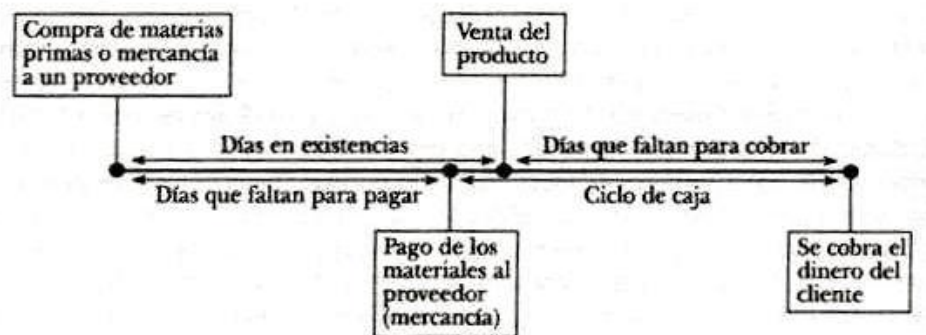 Compra de materias
primas o mercancía
a un proveedor
Venta del
producto
Días en existencias
Días que faltan para cobrar
Días que faltan para pagar
Ciclo de caja
Pago de los
materiales al
proveedor
(mercancía)
Se cobra el
dinero del
cliente